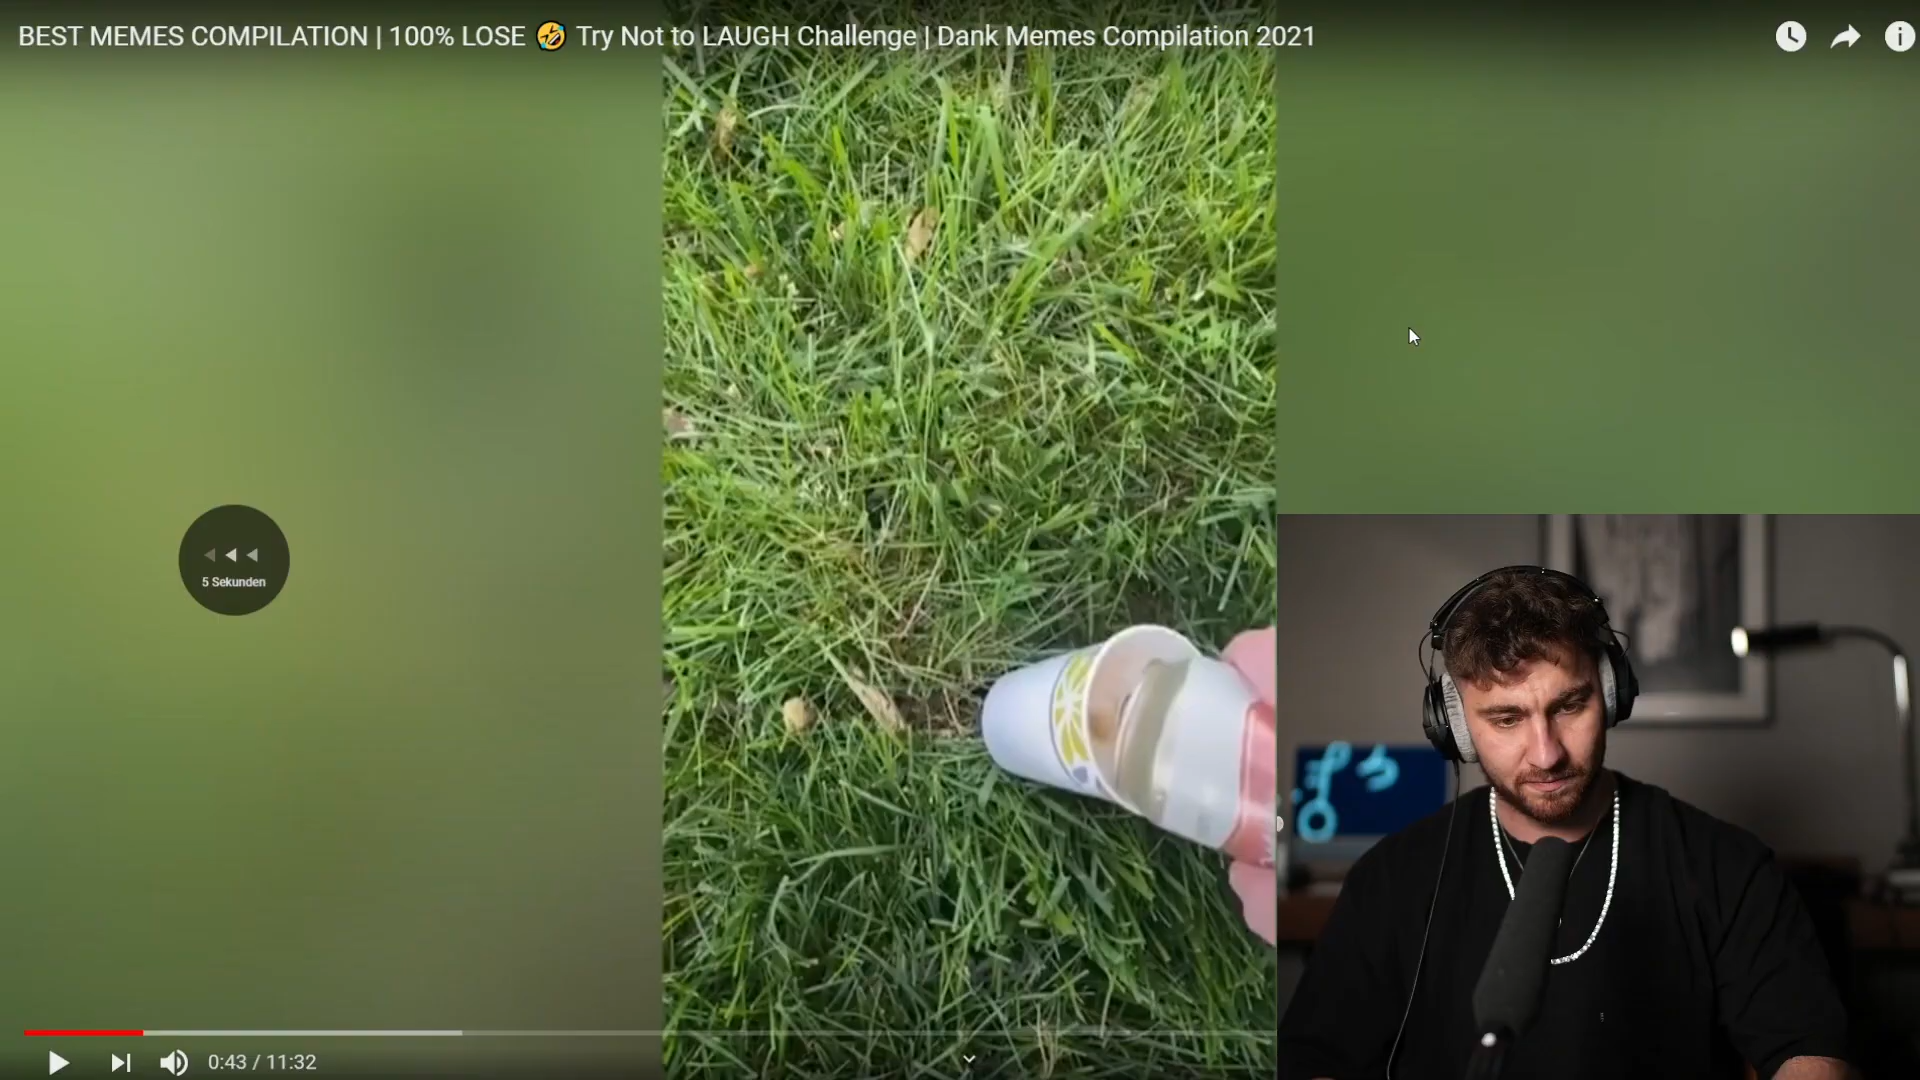 BEST MEMES COMPILATION | 100% LOSE 🤣 Try Not to LAUGH Challenge | Dank Memes Compilation 2021
5 Sekunden
0:43 / 11:32